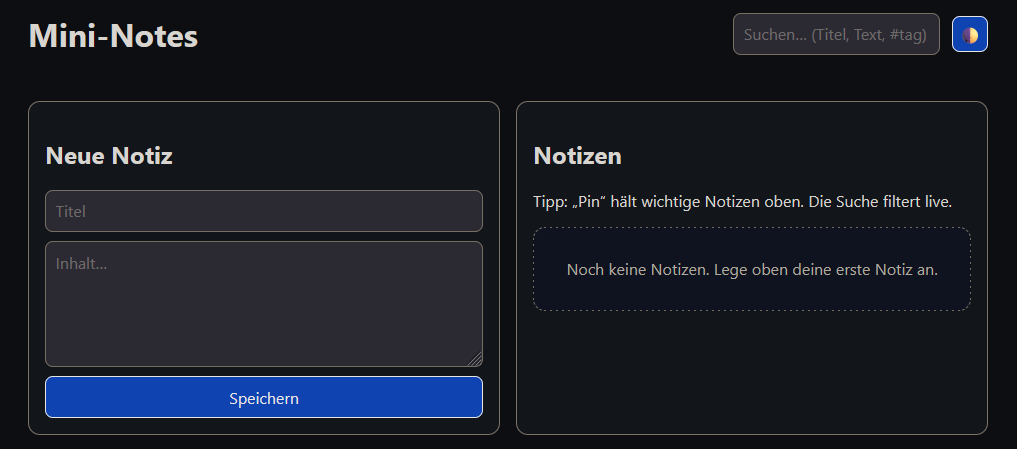 Mini-Notes
Suchen... (Titel, Text, #tag)
Neue Notiz
Titel
Inhalt...
Speichern
Notizen
Tipp: „Pin“ hält wichtige Notizen oben. Die Suche filtert live.
Noch keine Notizen. Lege oben deine erste Notiz an.